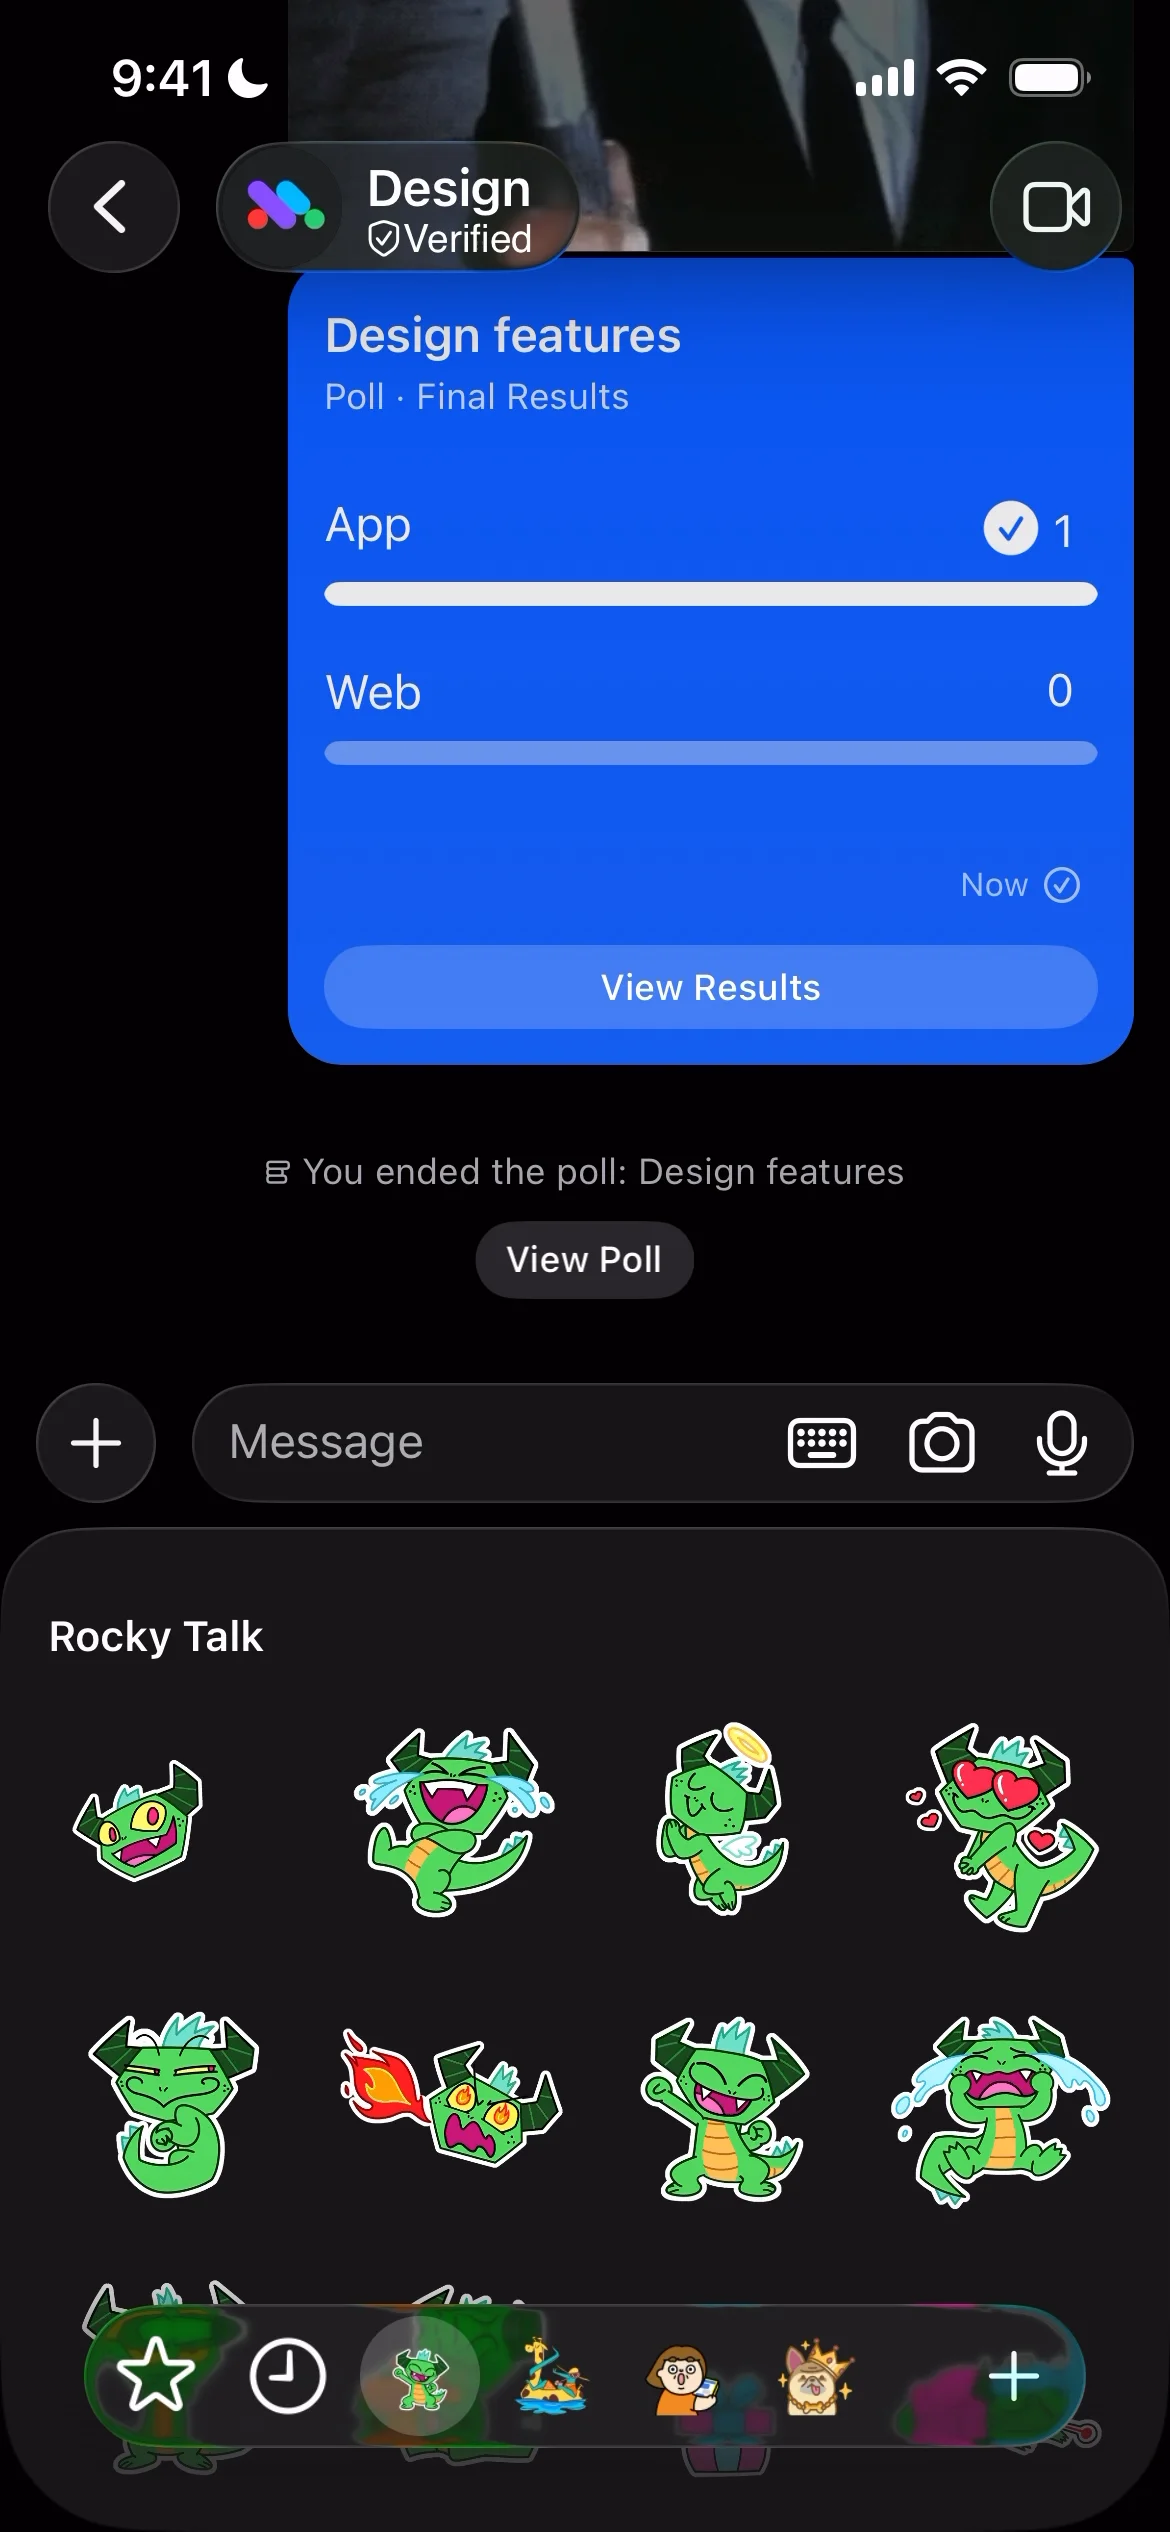 9:41
Design
Verified
Design features
Poll · Final Results
App
1
Web
0
Now
View Results
You ended the poll: Design features
View Poll
Message
Rocky Talk